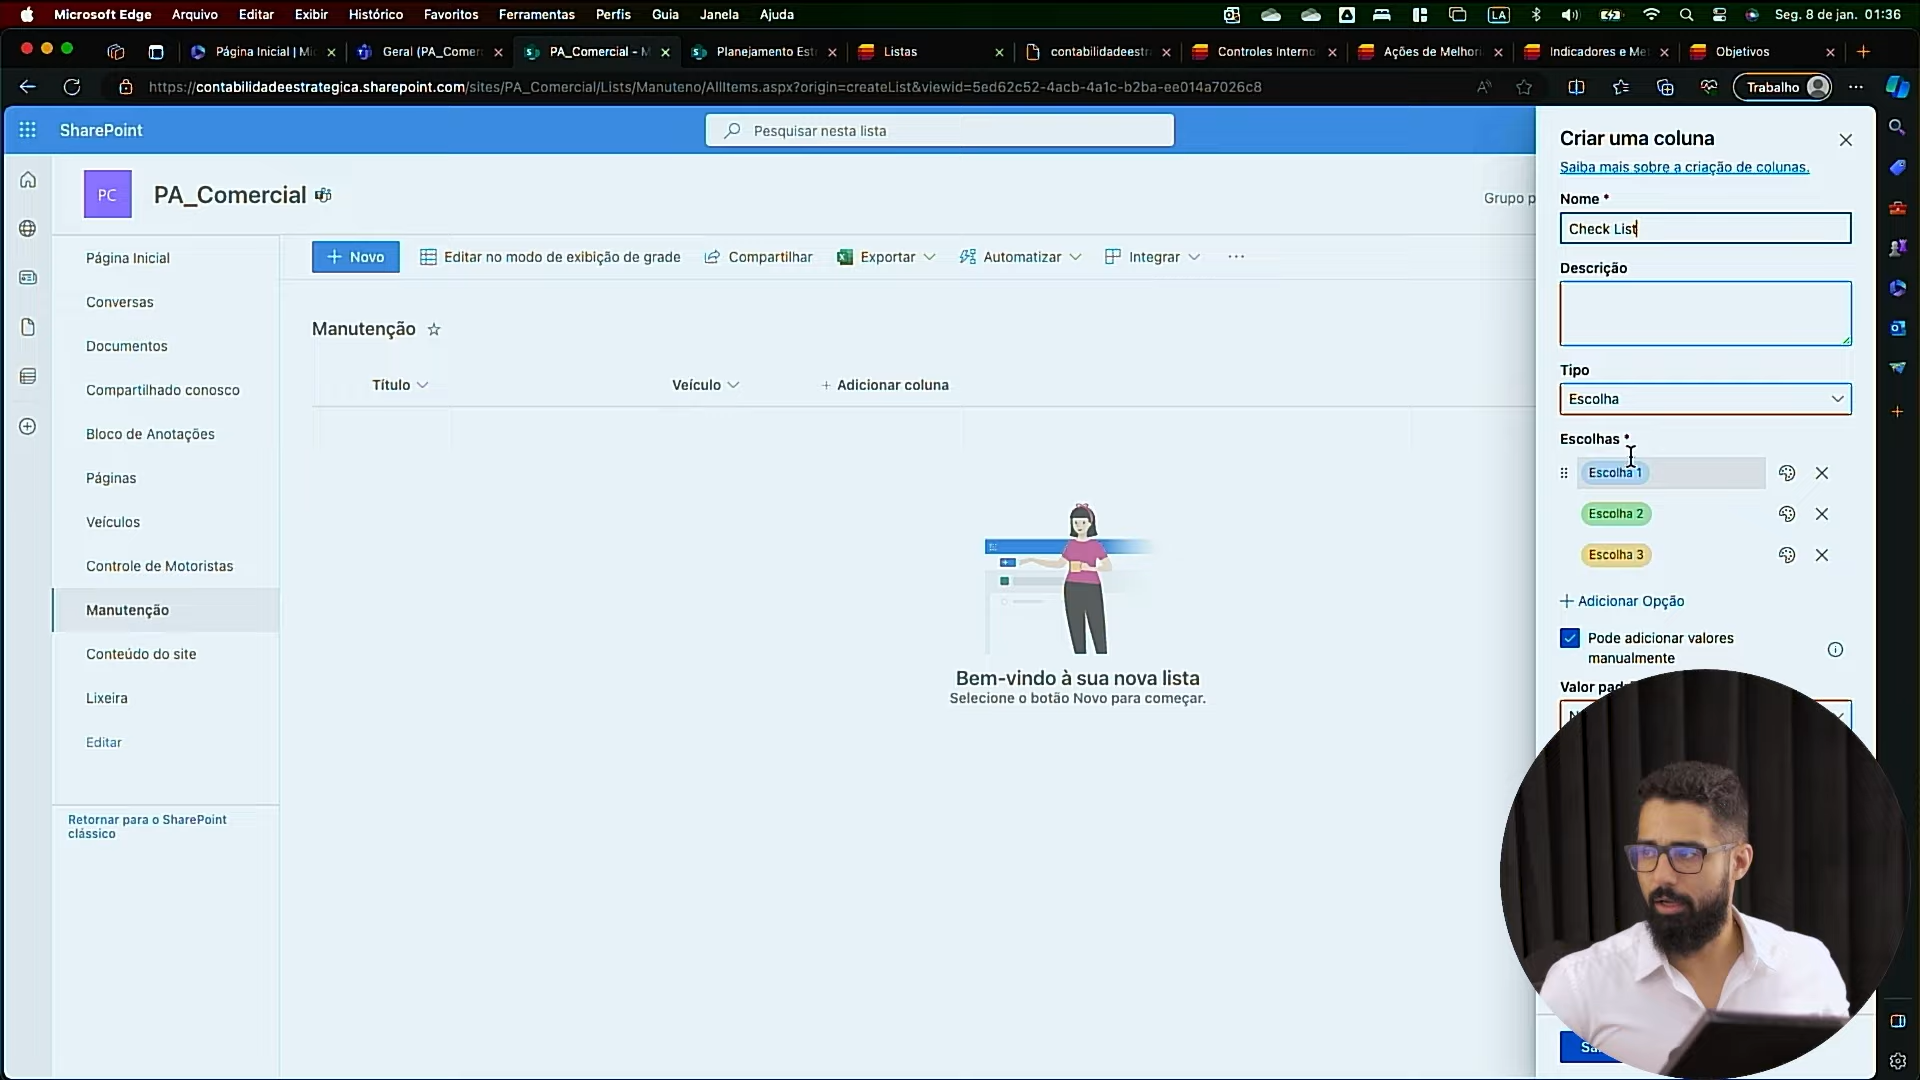 Microsoft Edge Arquivo Editar Exibir Histórico Favoritos Ferramentas Perfis Guia Janela Ajuda LA Seg. 8 de jan. 01:36
Página Inicial | Mi Geral (PA_Comer PA_Comercial - M Planejamento Est Listas contabilidadeestr Controles Interno Ações de Melhori Indicadores e Me Objetivos
https://contabilidadeestrategica.sharepoint.com/sites/PA_Comercial/Lists/Manuteno/AllItems.aspx?origin=createList&viewid=5ed62c52-4acb-4a1c-b2ba-ee014a7026c8 Trabalho
SharePoint
Pesquisar nesta lista
PC
PA_Comercial
Grupo p
Página Inicial
Conversas
Documentos
Compartilhado conosco
Bloco de Anotações
Páginas
Veículos
Controle de Motoristas
Manutenção
Conteúdo do site
Lixeira
Editar
Retornar para o SharePoint
clássico
+ Novo Editar no modo de exibição de grade Compartilhar Exportar Automatizar Integrar ...
Manutenção
Título Veículo + Adicionar coluna
Bem-vindo à sua nova lista
Selecione o botão Novo para começar.
Criar uma coluna
Saiba mais sobre a criação de colunas.
Nome *
Check List
Descrição
Tipo
Escolha
Escolhas *
Escolha 1
Escolha 2
Escolha 3
+ Adicionar Opção
Pode adicionar valores
manualmente
Valor pad